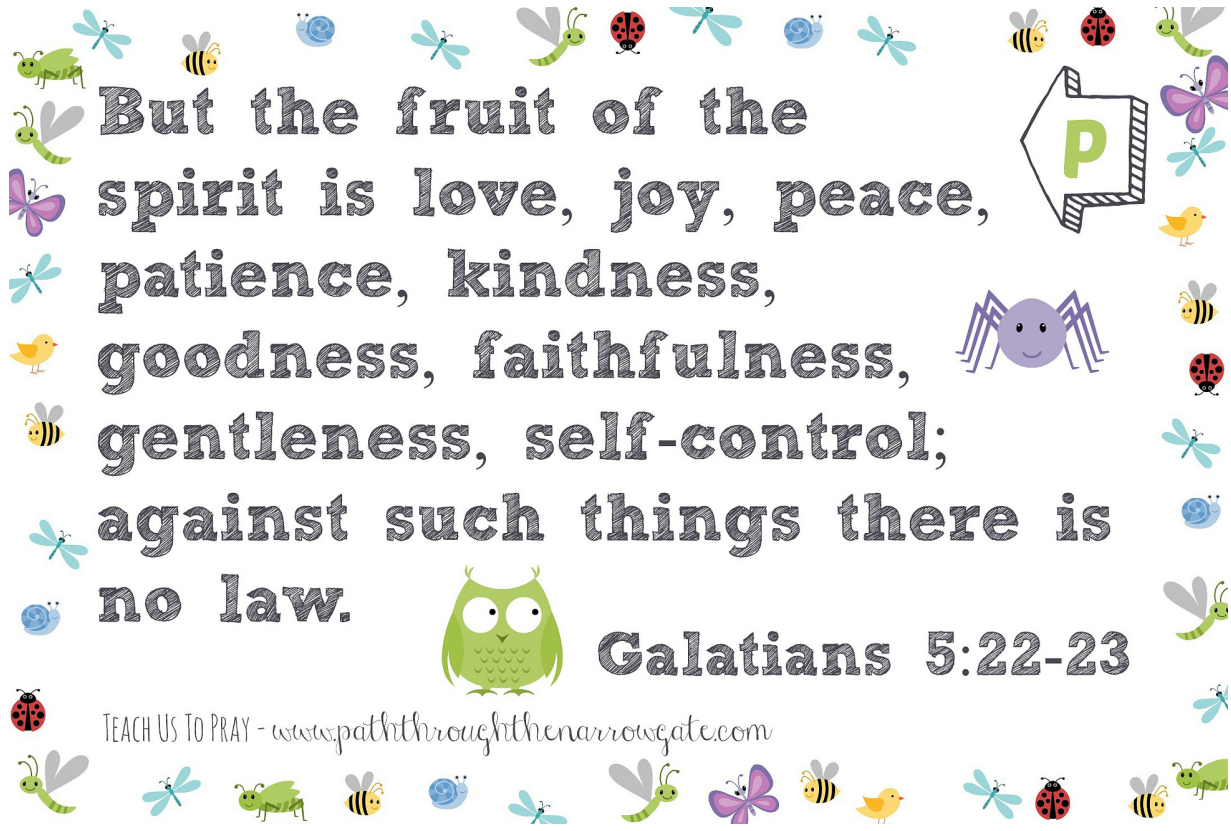 But the fruit of the
spirit is love, joy, peace,
patience, kindness,
goodness, faithfulness,
gentleness, self-control;
against such things there is
no law.
Galatians 5:22-23
P
Teach Us To Pray - www.paththroughthenarrowgate.com